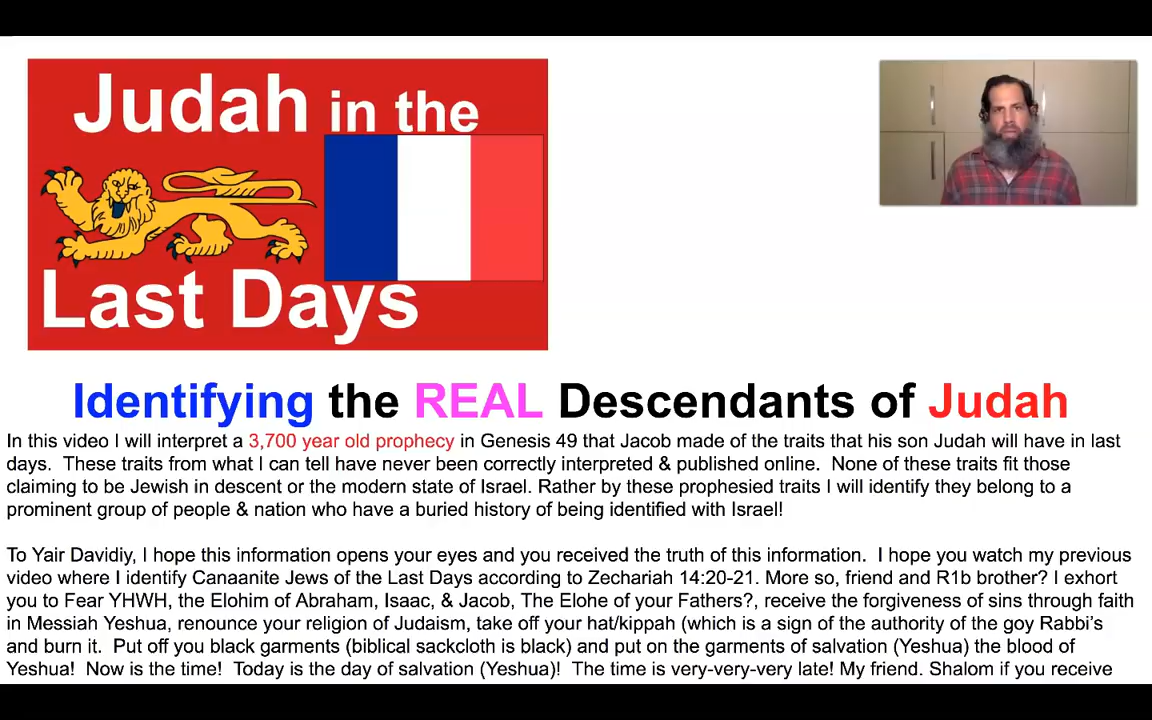 Judah in the
Last Days
Identifying the REAL Descendants of Judah
In this video I will interpret a 3,700 year old prophecy in Genesis 49 that Jacob made of the traits that his son Judah will have in last
days.  These traits from what I can tell have never been correctly interpreted & published online.  None of these traits fit those
claiming to be Jewish in descent or the modern state of Israel. Rather by these prophesied traits I will identify they belong to a
prominent group of people & nation who have a buried history of being identified with Israel!
To Yair Davidiy, I hope this information opens your eyes and you received the truth of this information.  I hope you watch my previous
video where I identify Canaanite Jews of the Last Days according to Zechariah 14:20-21. More so, friend and R1b brother? I exhort
you to Fear YHWH, the Elohim of Abraham, Isaac, & Jacob, The Elohe of your Fathers?, receive the forgiveness of sins through faith
in Messiah Yeshua, renounce your religion of Judaism, take off your hat/kippah (which is a sign of the authority of the goy Rabbi's
and burn it.  Put off you black garments (biblical sackcloth is black) and put on the garments of salvation (Yeshua) the blood of
Yeshua!  Now is the time!  Today is the day of salvation (Yeshua)!  The time is very-very-very late! My friend. Shalom if you receive